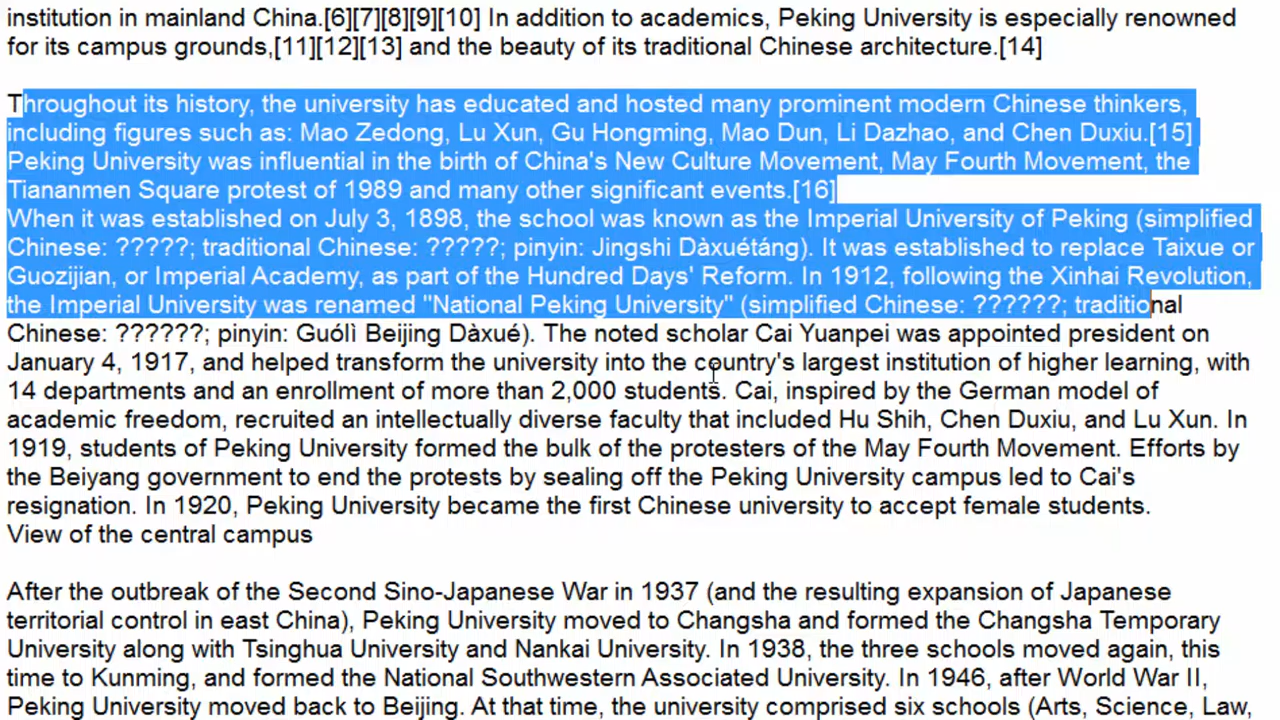 institution in mainland China.[6][7][8][9][10] In addition to academics, Peking University is especially renowned
for its campus grounds,[11][12][13] and the beauty of its traditional Chinese architecture.[14]
Throughout its history, the university has educated and hosted many prominent modern Chinese thinkers,
including figures such as: Mao Zedong, Lu Xun, Gu Hongming, Mao Dun, Li Dazhao, and Chen Duxiu.[15]
Peking University was influential in the birth of China's New Culture Movement, May Fourth Movement, the
Tiananmen Square protest of 1989 and many other significant events.[16]
When it was established on July 3, 1898, the school was known as the Imperial University of Peking (simplified
Chinese: ?????; traditional Chinese: ?????; pinyin: Jingshi Dàxuétáng). It was established to replace Taixue or
Guozijian, or Imperial Academy, as part of the Hundred Days' Reform. In 1912, following the Xinhai Revolution,
the Imperial University was renamed "National Peking University" (simplified Chinese: ??????; traditional
Chinese: ??????; pinyin: Guólì Beijing Dàxué). The noted scholar Cai Yuanpei was appointed president on
January 4, 1917, and helped transform the university into the country's largest institution of higher learning, with
14 departments and an enrollment of more than 2,000 students. Cai, inspired by the German model of
academic freedom, recruited an intellectually diverse faculty that included Hu Shih, Chen Duxiu, and Lu Xun. In
1919, students of Peking University formed the bulk of the protesters of the May Fourth Movement. Efforts by
the Beiyang government to end the protests by sealing off the Peking University campus led to Cai's
resignation. In 1920, Peking University became the first Chinese university to accept female students.
View of the central campus
After the outbreak of the Second Sino-Japanese War in 1937 (and the resulting expansion of Japanese
territorial control in east China), Peking University moved to Changsha and formed the Changsha Temporary
University along with Tsinghua University and Nankai University. In 1938, the three schools moved again, this
time to Kunming, and formed the National Southwestern Associated University. In 1946, after World War II,
Peking University moved back to Beijing. At that time, the university comprised six schools (Arts, Science, Law,